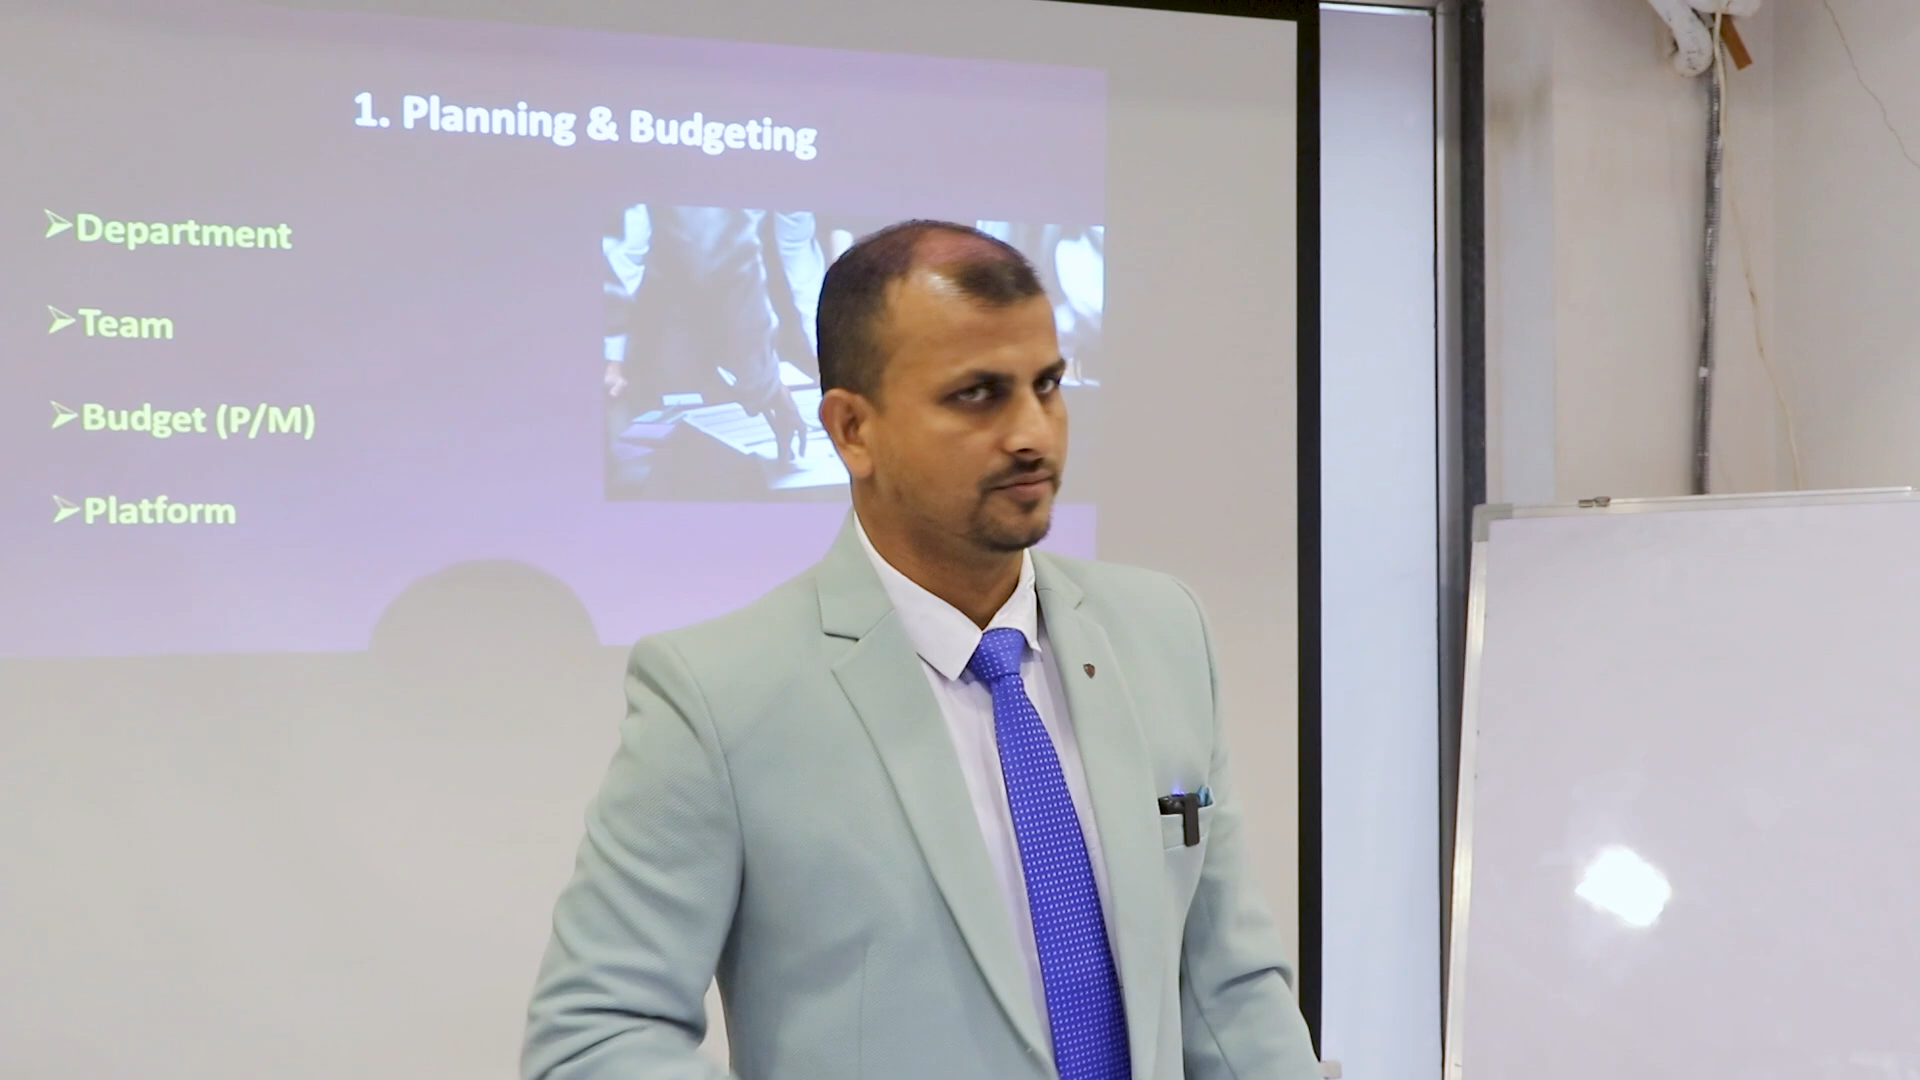 1. Planning & Budgeting
➢Department
➢Team
➢Budget (P/M)
➢Platform